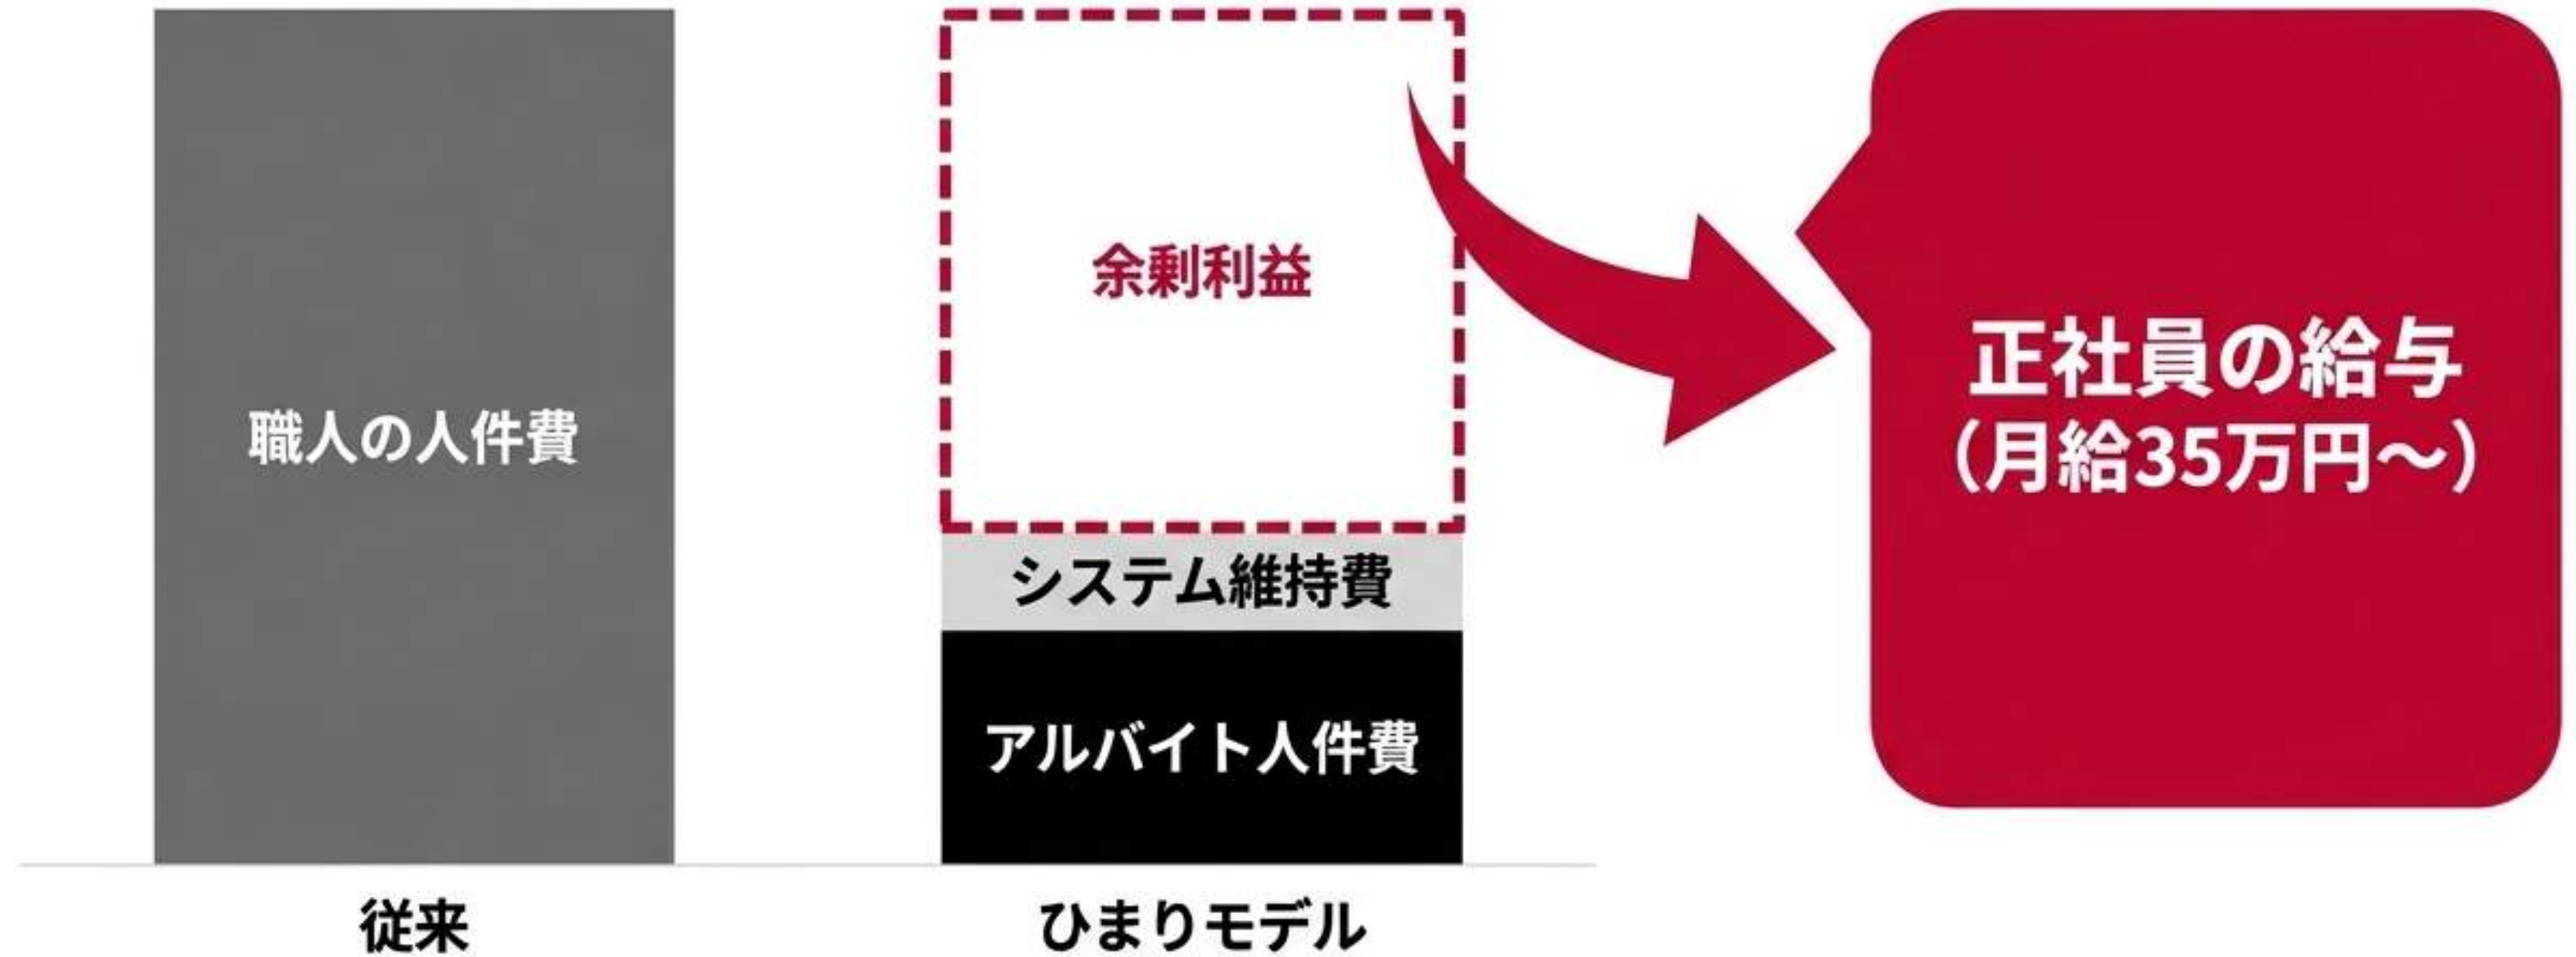 職人の人件費
従来
余剰利益
システム維持費
アルバイト人件費
ひまりモデル
正社員の給与
（月給35万円～）